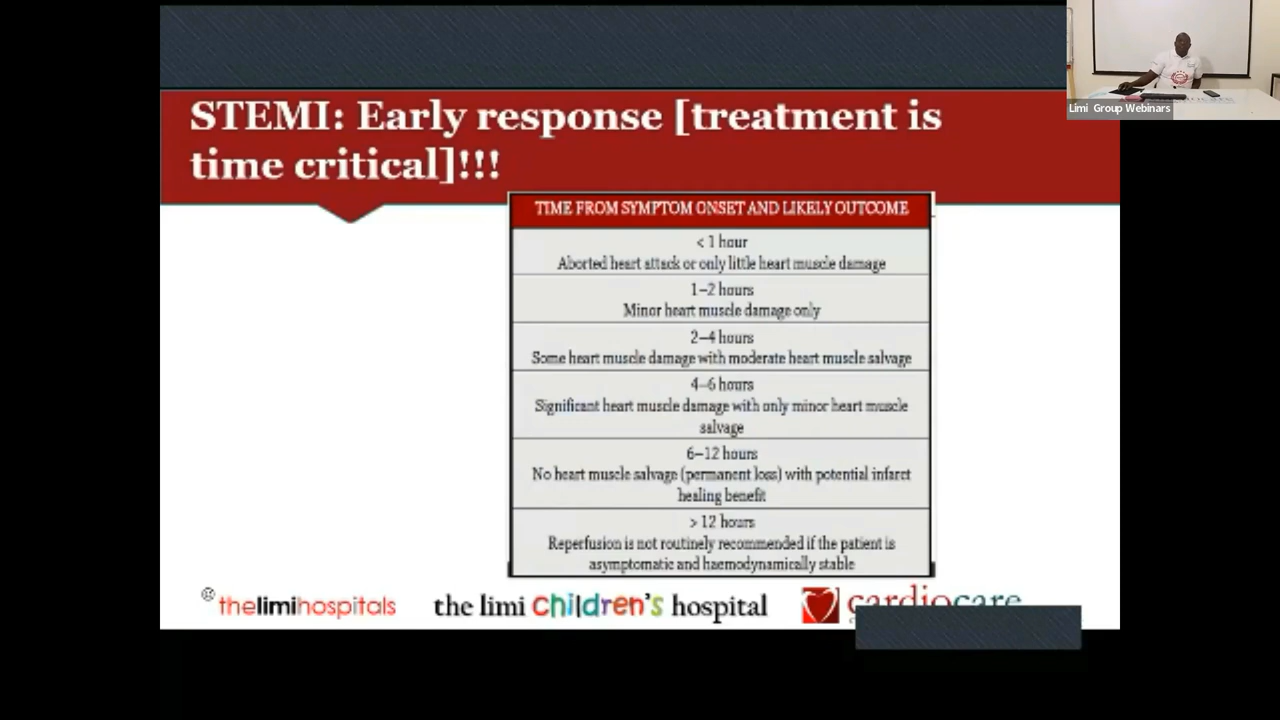 STEMI: Early response [treatment is
time critical]!!!
Limi Group Webinars
TIME FROM SYMPTOM ONSET AND LIKELY OUTCOME
< 1 hour
Aborted heart attack or only little heart muscle damage
1–2 hours
Minor heart muscle damage only
2–4 hours
Some heart muscle damage with moderate heart muscle salvage
4–6 hours
Significant heart muscle damage with only minor heart muscle
salvage
6–12 hours
No heart muscle salvage (permanent loss) with potential infarct
healing benefit
> 12 hours
Reperfusion is not routinely recommended if the patient is
asymptomatic and haemodynamically stable
thelimihospitals
the limi children's hospital
cardiocare